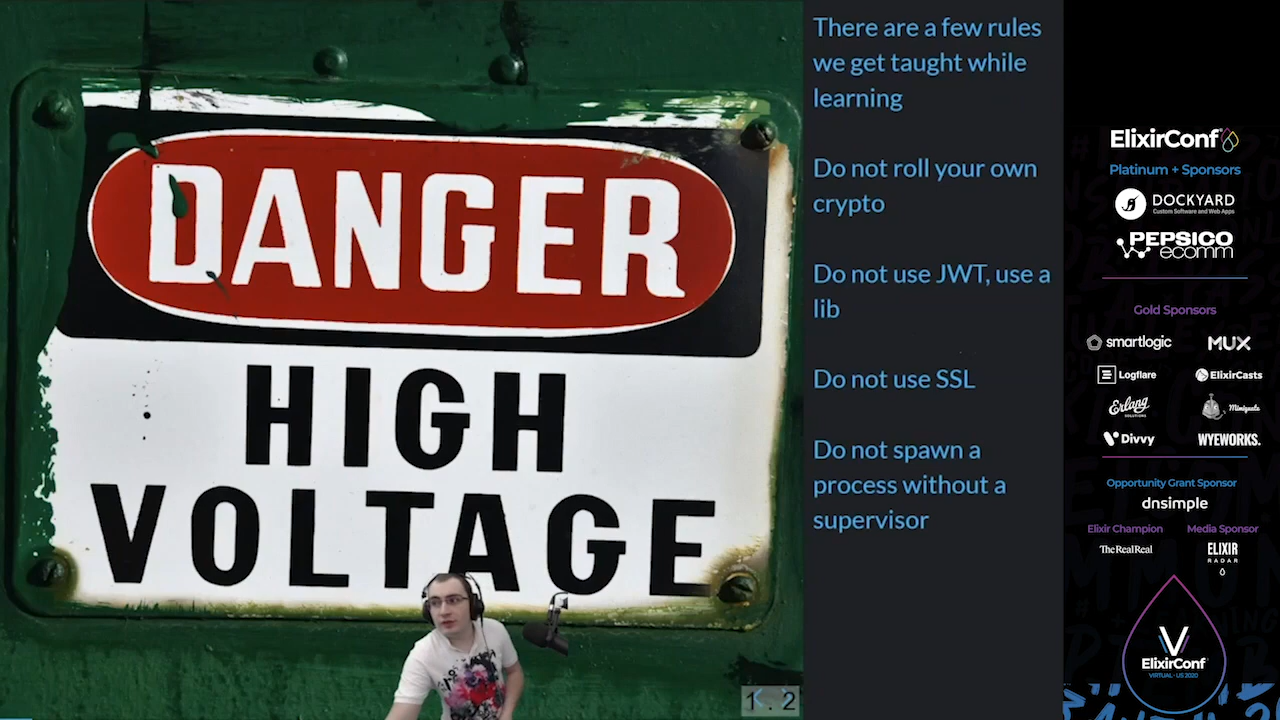 DANGER
HIGH
VOLTAGE
There are a few rules
we get taught while
learning
Do not roll your own
crypto
Do not use JWT, use a
lib
Do not use SSL
Do not spawn a
process without a
supervisor
1.2
ElixirConf
Platinum + Sponsors
DOCKYARD
Custom Software and Web Apps
PEPSICO
ecomm
Gold Sponsors
smartlogic
MUX
Logflare
ElixirCasts
Erlang
SOLUTIONS
Miniquate
Divvy
WYEWORKS.
Opportunity Grant Sponsor
dnsimple
Elixir Champion
Media Sponsor
TheRealReal
ELIXIR
RADAR
ElixirConf
VIRTUAL · US 2020